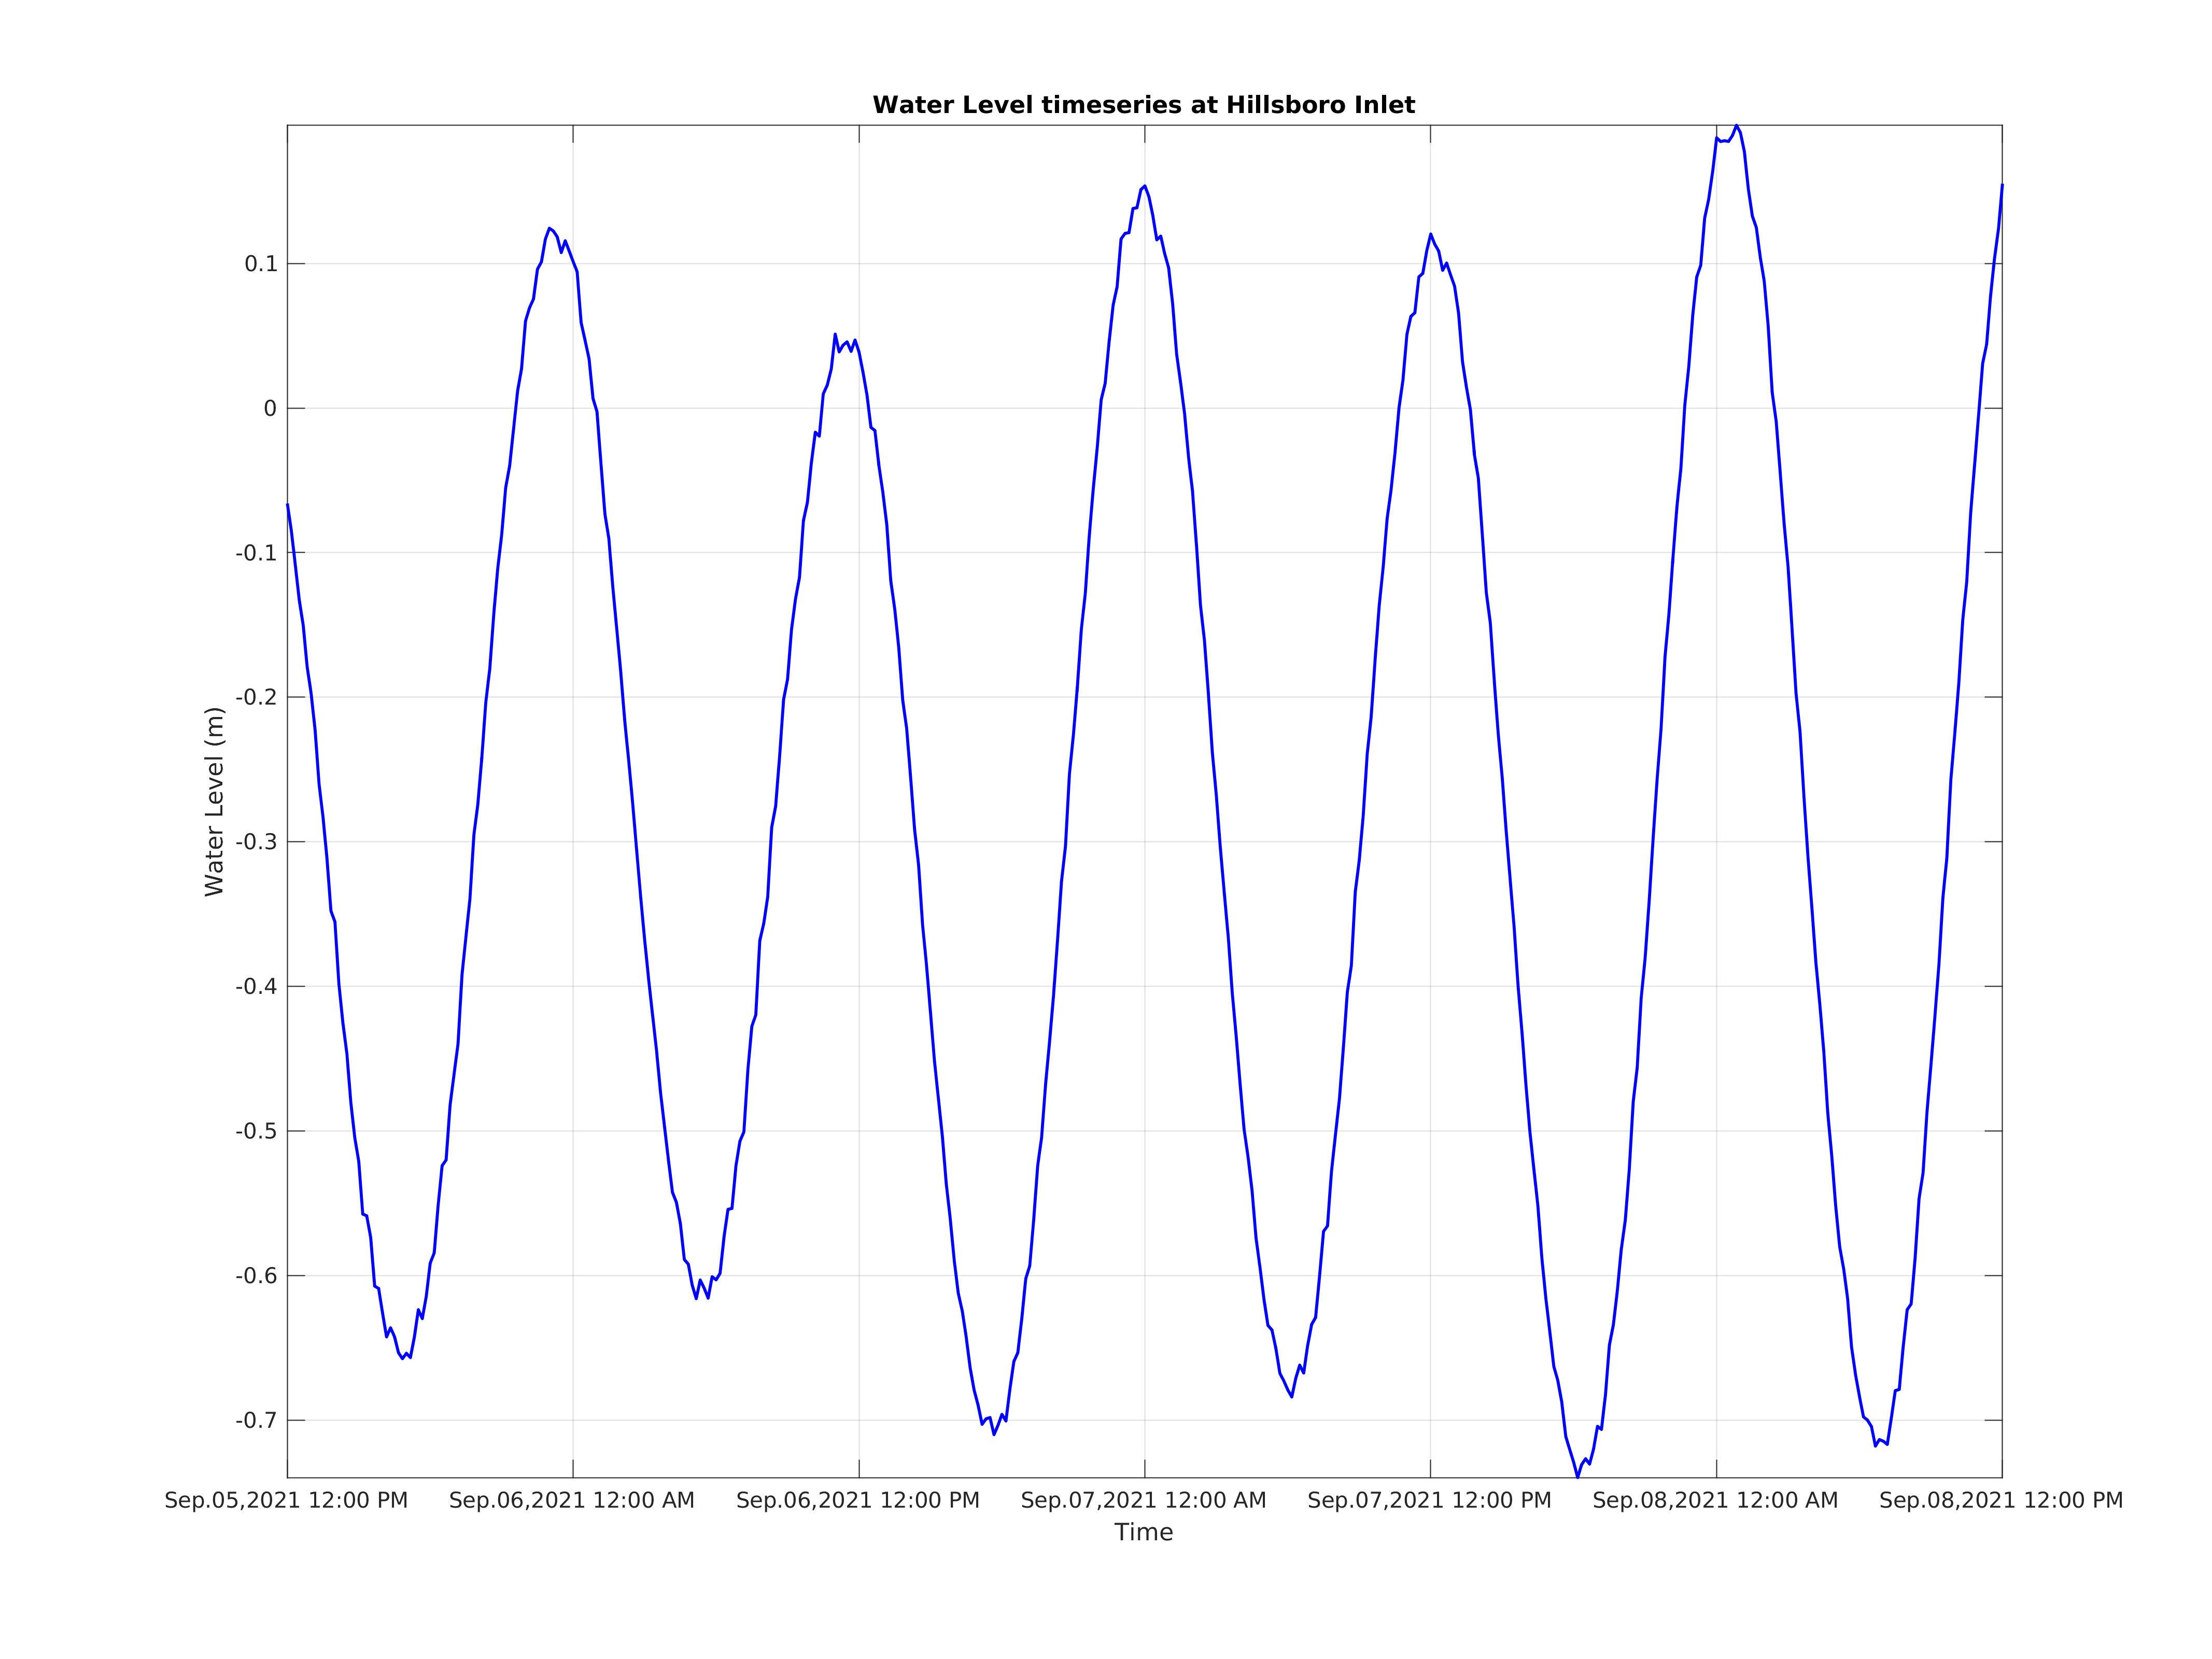 Water Level timeseries at Hillsboro Inlet
0.1
0
-0.1
-0.2
-0.3
-0.4
-0.5
-0.6
-0.7
Water Level (m)
Sep.05,2021 12:00 PM Sep.06,2021 12:00 AM Sep.06,2021 12:00 PM Sep.07,2021 12:00 AM Sep.07,2021 12:00 PM Sep.08,2021 12:00 AM Sep.08,2021 12:00 PM
Time